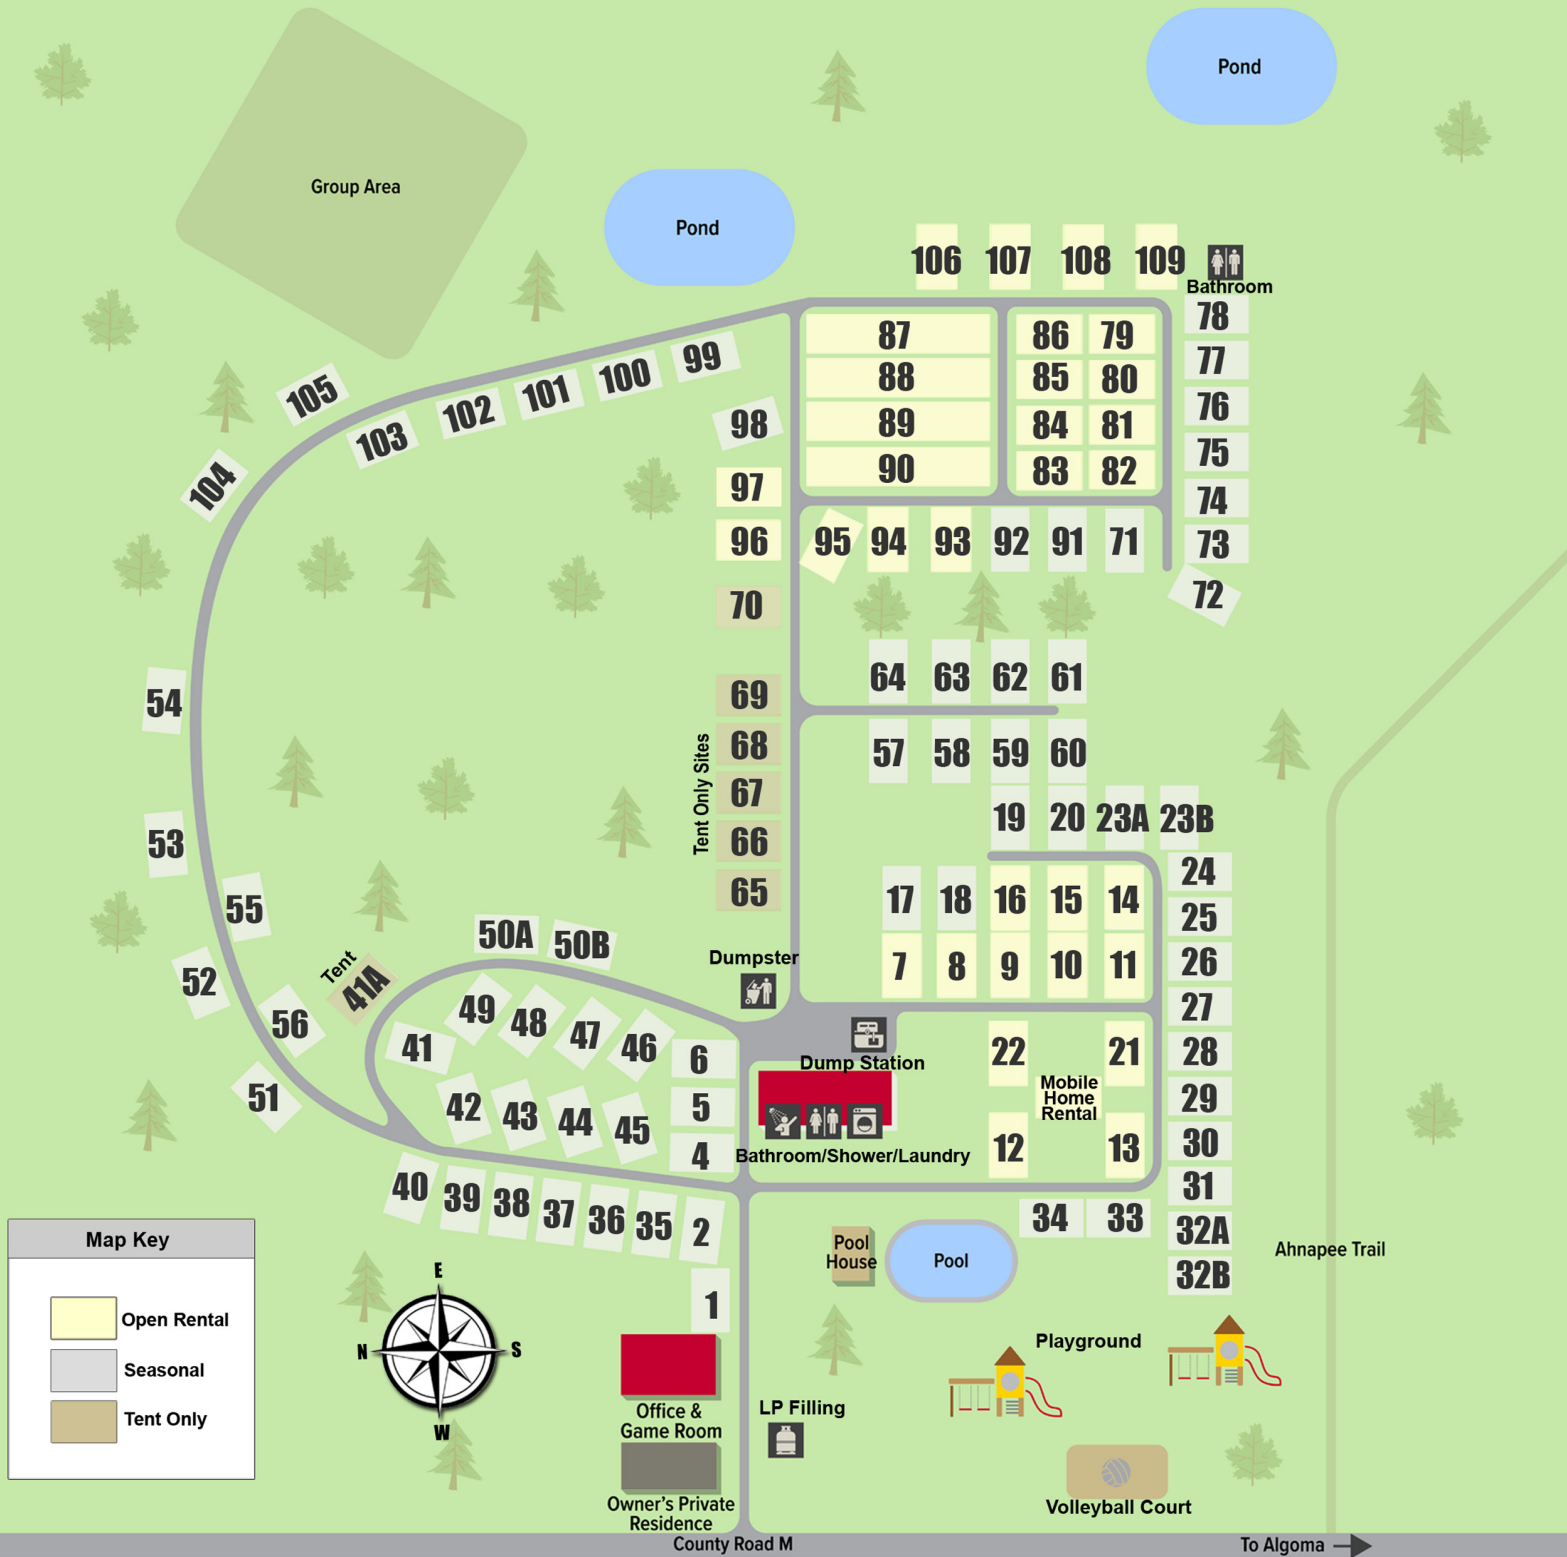 Pond
Group Area
Pond
106 107 108 109
Bathroom
78
87 86 79
77
99
88 85 80
100
76
101
105
102
98
89 84 81
103
75
90 83 82
97
104
74
96
95 94 93 92 91 71
73
72
70
64 63 62 61
69
54
68
57 58 59 60
Tent Only Sites
67
19 20 23A 23B
66
53
24
65
17 18 16 15 14
55
25
50A 50B
Dumpster
7 8 9 10 11
26
Tent
41A
52
27
49 48 47 46
56
41
6
Dump Station
22 21
28
Mobile
Home
Rental
51
42 43 44 45
5
29
4
Bathroom/Shower/Laundry
12 13
30
40 39 38 37 36 35 2
31
34 33
32A
Pool
House
Pool
Ahnapee Trail
32B
1
Map Key
Open Rental
Seasonal
Tent Only
E
N
S
W
Playground
Office &
Game Room
LP Filling
Owner's Private
Residence
Volleyball Court
County Road M
To Algoma